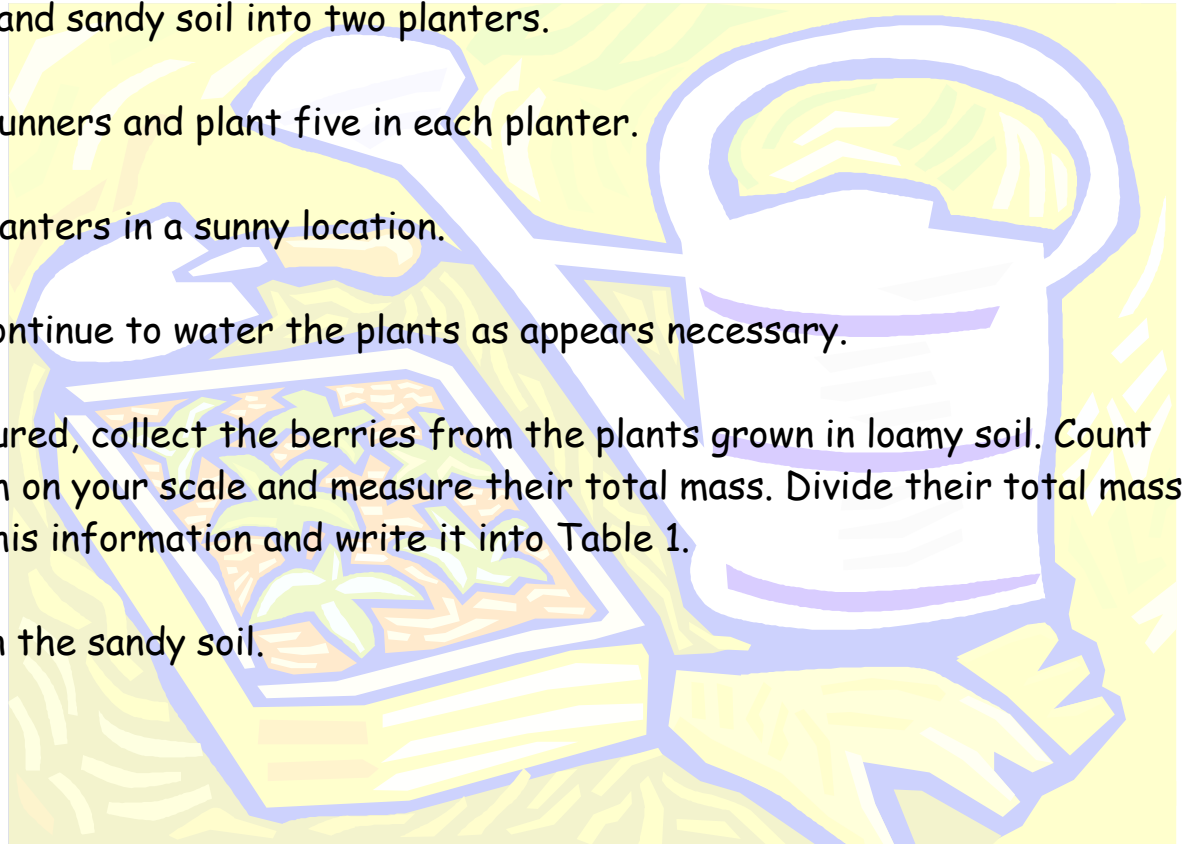 and sandy soil into two planters.
unners and plant five in each planter.
anters in a sunny location.
ontinue to water the plants as appears necessary.
ured, collect the berries from the plants grown in loamy soil. Count
on your scale and measure their total mass. Divide their total mass
his information and write it into Table 1.
the sandy soil.